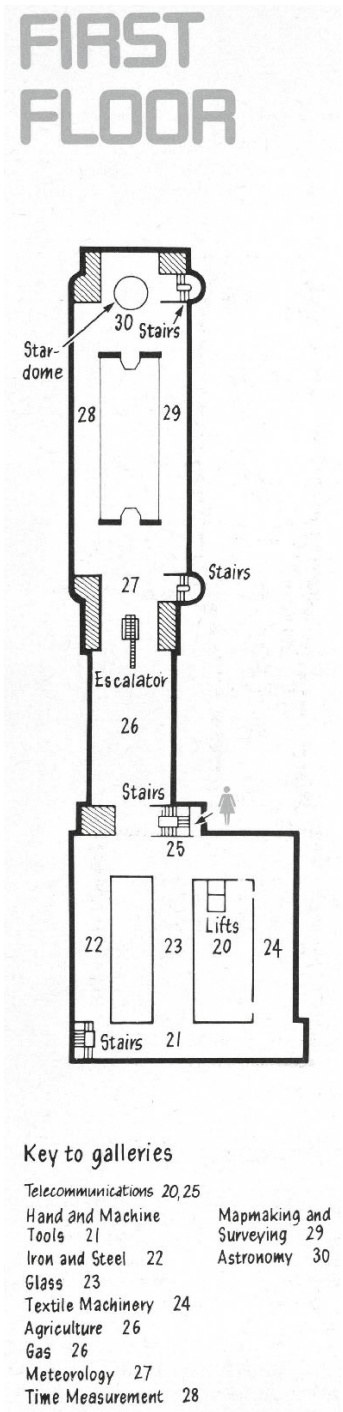 FIRST
FLOOR
30
Stairs
Star-
dome
28
29
27
Stairs
Escalator
26
Stairs
25
22
23
Lifts
20
24
Stairs
21
Key to galleries
Telecommunications 20,25
Hand and Machine
Tools 21
Iron and Steel 22
Glass 23
Textile Machinery 24
Agriculture 26
Gas 26
Meteorology 27
Time Measurement 28
Mapmaking and
Surveying 29
Astronomy 30